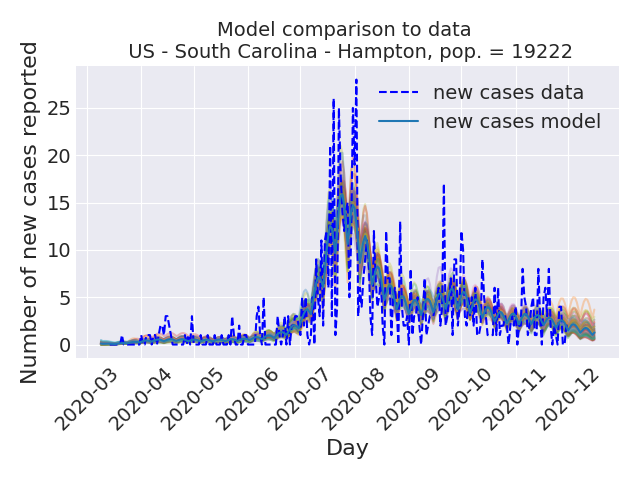 Model comparison to data
US - South Carolina - Hampton, pop. = 19222
Number of new cases reported
25
20
15
10
5
0
new cases data
new cases model
2020-03
2020-04
2020-05
2020-06
2020-07
2020-08
2020-09
2020-10
2020-11
2020-12
Day